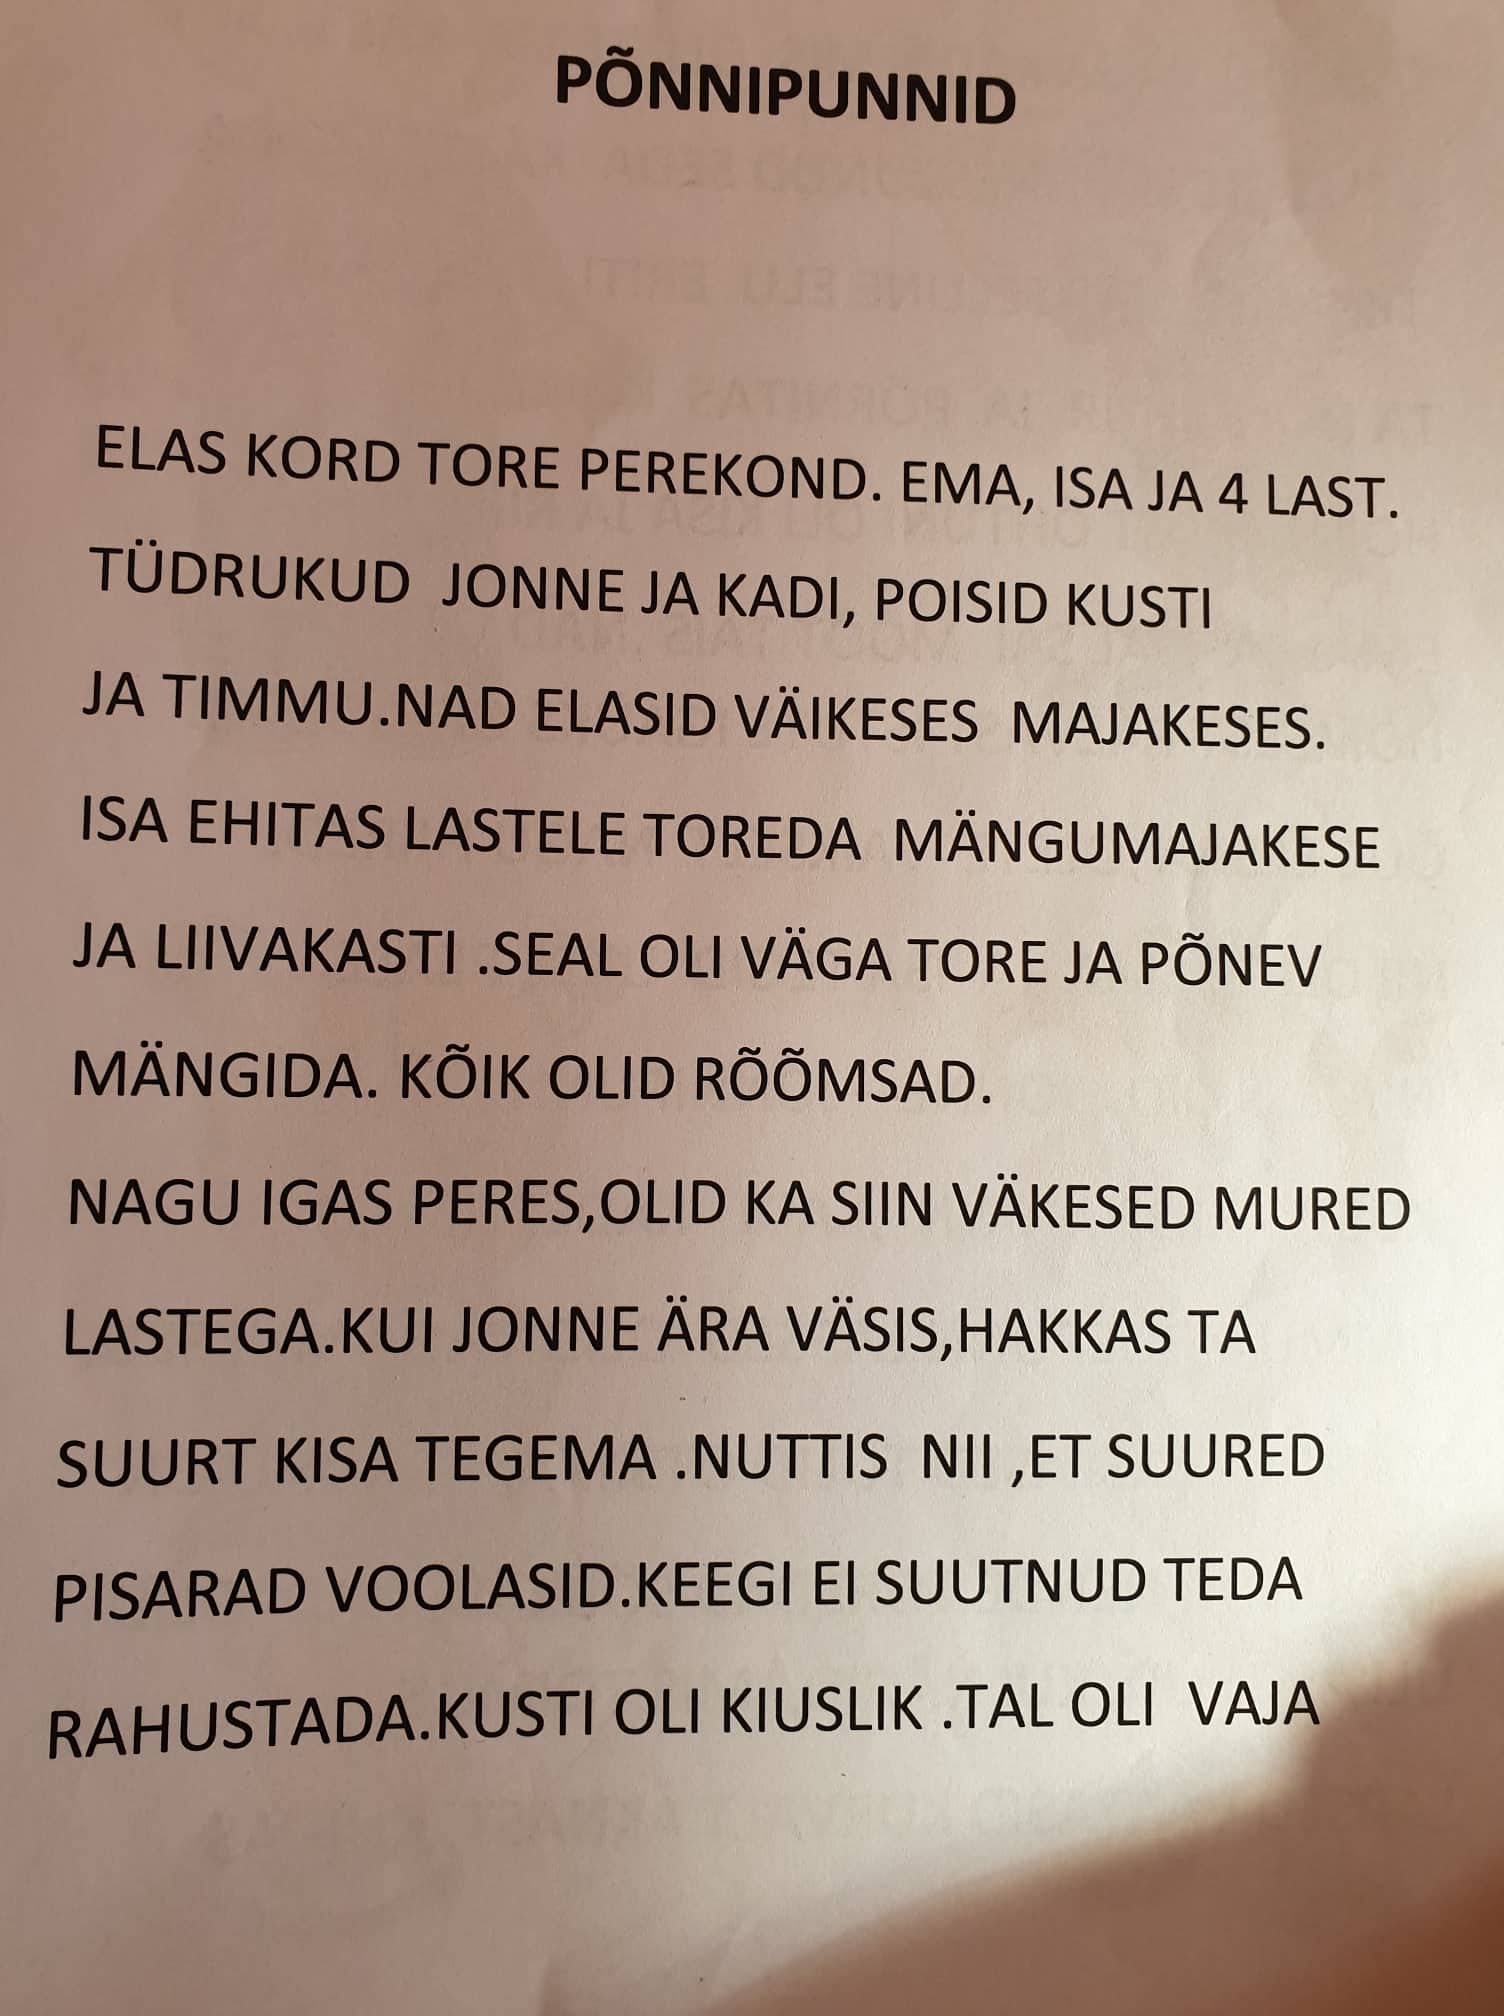 PÕNNIPUNNID
ELAS KORD TORE PEREKOND. EMA, ISA JA 4 LAST.
TÜDRUKUD JONNE JA KADI, POISID KUSTI
JA TIMMU.NAD ELASID VÄIKESES MAJAKESES.
ISA EHITAS LASTELE TOREDA MÄNGUMAJAKESE
JA LIIVAKASTI .SEAL OLI VÄGA TORE JA PÕNEV
MÄNGIDA. KÕIK OLID RÕÕMSAD.
NAGU IGAS PERES,OLID KA SIIN VÄKESED MURED
LASTEGA.KUI JONNE ÄRA VÄSIS,HAKKAS TA
SUURT KISA TEGEMA .NUTTIS NII ,ET SUURED
PISARAD VOOLASID.KEEGI EI SUUTNUD TEDA
RAHUSTADA.KUSTI OLI KIUSLIK .TAL OLI VAJA